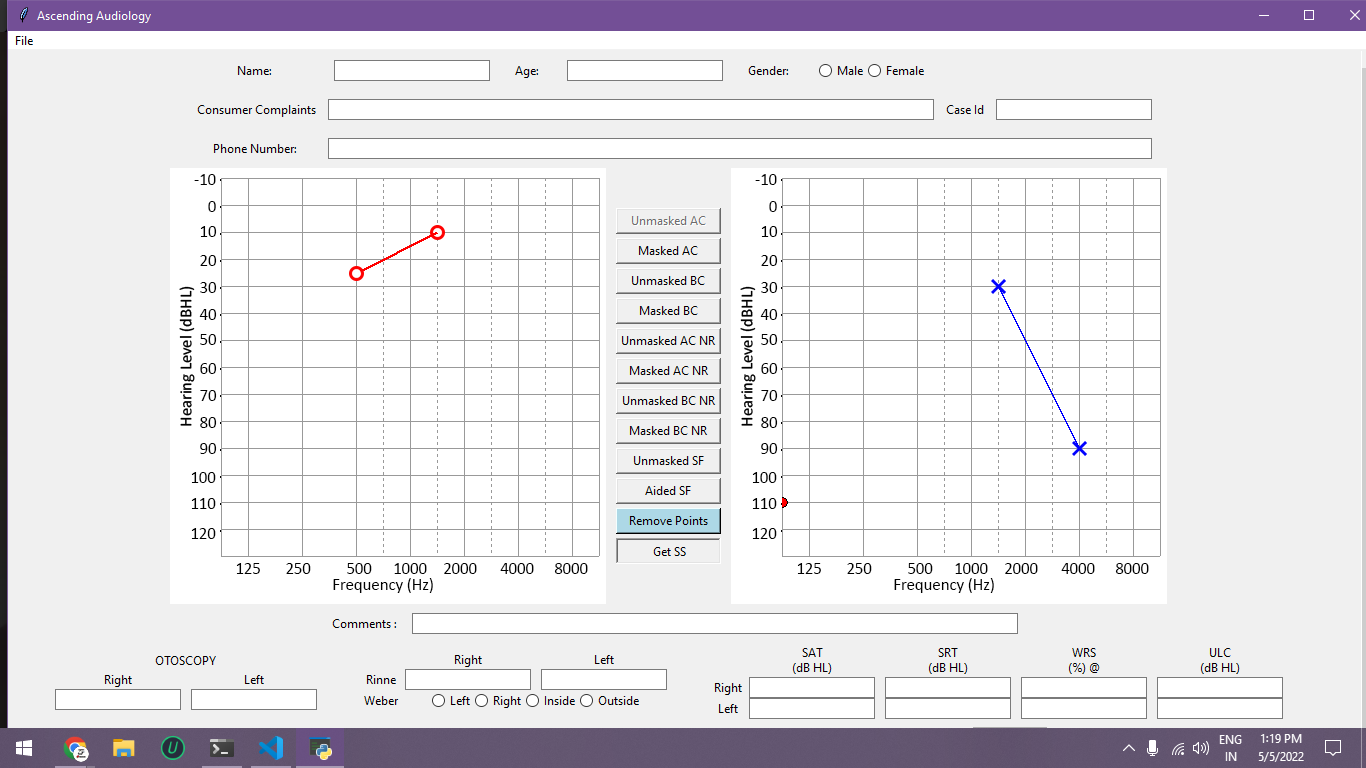 Ascending Audiology
File
Name: Age: Gender: Male Female
Consumer Complaints Case Id
Phone Number:
-10
0
10
20
30
40
50
60
70
80
90
100
110
120
Hearing Level (dBHL)
125 250 500 1000 2000 4000 8000
Frequency (Hz)
Unmasked AC
Masked AC
Unmasked BC
Masked BC
Unmasked AC NR
Masked AC NR
Unmasked BC NR
Masked BC NR
Unmasked SF
Aided SF
Remove Points
Get SS
-10
0
10
20
30
40
50
60
70
80
90
100
110
120
Hearing Level (dBHL)
125 250 500 1000 2000 4000 8000
Frequency (Hz)
Comments :
OTOSCOPY
Right Left
Right Left
Rinne
Weber Left Right Inside Outside
SAT SRT WRS ULC
(dB HL) (dB HL) (%) @ (dB HL)
Right
Left
ENG
IN
1:19 PM
5/5/2022